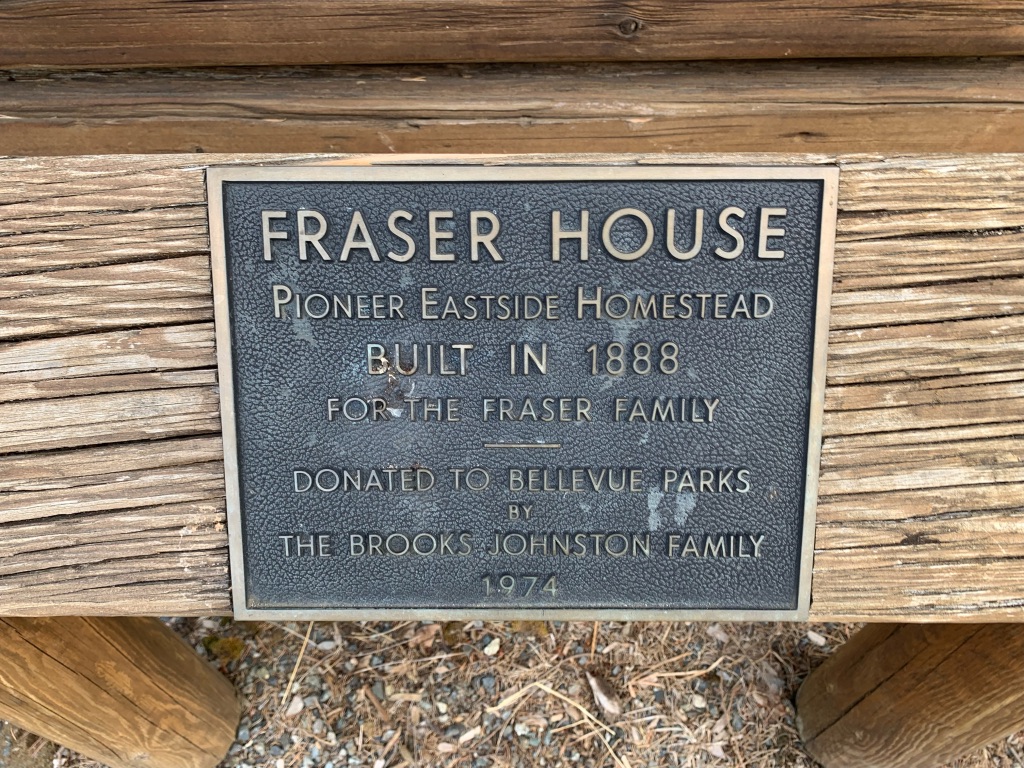 FRASER HOUSE
PIONEER EASTSIDE HOMESTEAD
BUILT IN 1888
FOR THE FRASER FAMILY
DONATED TO BELLEVUE PARKS
BY
THE BROOKS JOHNSTON FAMILY
1974